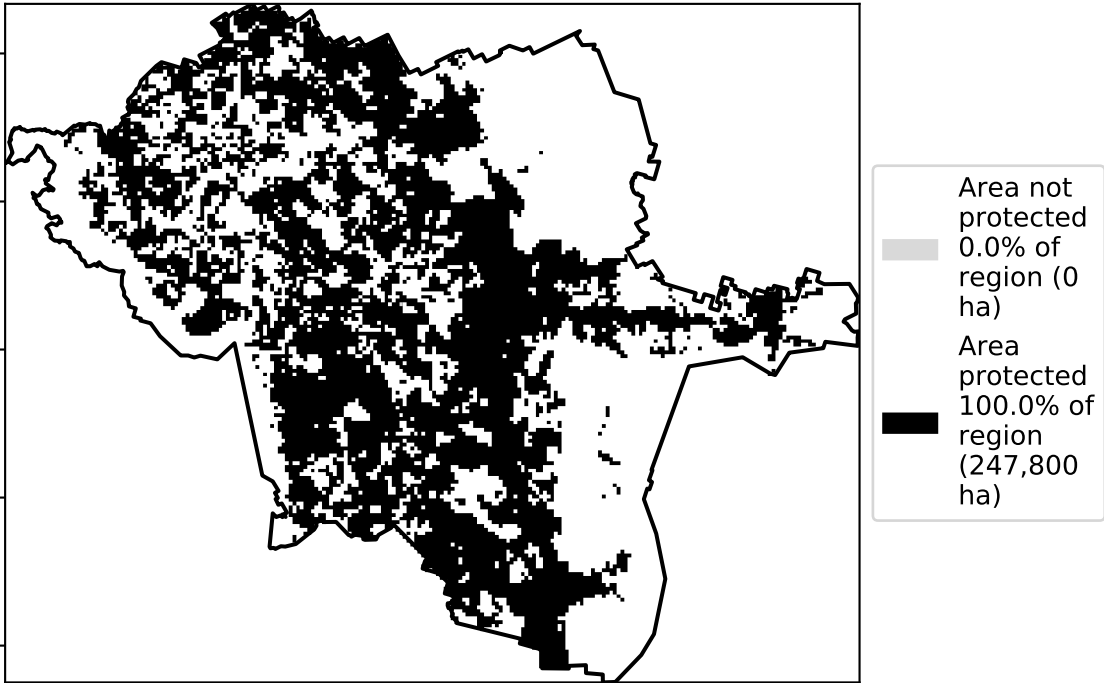 Area not
protected
0.0% of
region (0
ha)
Area
protected
100.0% of
region
(247,800
ha)